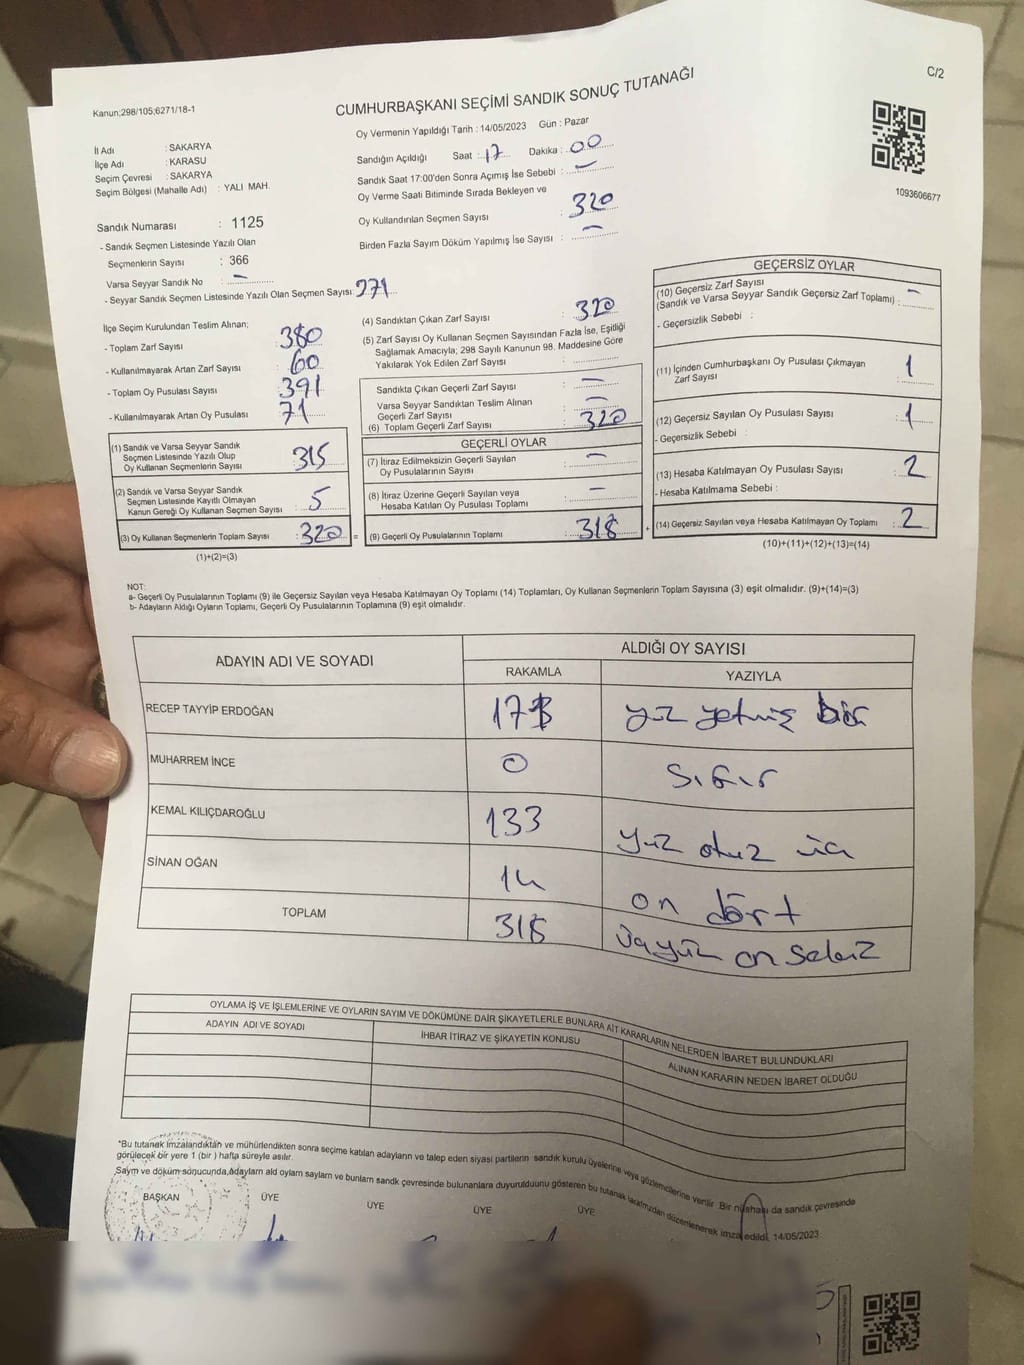 C/2
Kanun;298/105;6271/18-1
CUMHURBAŞKANI SEÇİMİ SANDIK SONUÇ TUTANAĞI
1093606677
İl Adı : SAKARYA
İlçe Adı : KARASU
Seçim Çevresi : SAKARYA
Seçim Bölgesi (Mahalle Adı) : YALI MAH.
Sandık Numarası : 1125
- Sandık Seçmen Listesinde Yazılı Olan
Seçmenlerin Sayısı : 366
Varsa Seyyar Sandık No : –
- Seyyar Sandık Seçmen Listesinde Yazılı Olan Seçmen Sayısı:
Oy Vermenin Yapıldığı Tarih : 14/05/2023 Gün : Pazar
Sandığın Açıldığı Saat : 17 Dakika : 00
Sandık Saat 17:00'den Sonra Açımış İse Sebebi : –
Oy Verme Saati Bitiminde Sırada Bekleyen ve
Oy Kullandırılan Seçmen Sayısı : 320
Birden Fazla Sayım Döküm Yapılmış İse Sayısı : –
İlçe Seçim Kurulundan Teslim Alınan;
- Toplam Zarf Sayısı : 380
- Kullanılmayarak Artan Zarf Sayısı : 60
- Toplam Oy Pusulası Sayısı : 391
- Kullanılmayarak Artan Oy Pusulası : 71
(1) Sandık ve Varsa Seyyar Sandık
Seçmen Listesinde Yazılı Olup
Oy Kullanan Seçmenlerin Sayısı : 315
(2) Sandık ve Varsa Seyyar Sandık
Seçmen Listesinde Kayıtlı Olmayan
Kanun Gereği Oy Kullanan Seçmen Sayısı : 5
(3) Oy Kullanan Seçmenlerin Toplam Sayısı : 320 =
(1)+(2)=(3)
(4) Sandıktan Çıkan Zarf Sayısı : 320
(5) Zarf Sayısı Oy Kullanan Seçmen Sayısından Fazla İse, Eşitliği
Sağlamak Amacıyla; 298 Sayılı Kanunun 98. Maddesine Göre
Yakılarak Yok Edilen Zarf Sayısı :
Sandıkta Çıkan Geçerli Zarf Sayısı : –
Varsa Seyyar Sandıktan Teslim Alınan
Geçerli Zarf Sayısı : –
(6) Toplam Geçerli Zarf Sayısı : 320
GEÇERLİ OYLAR
(7) İtiraz Edilmeksizin Geçerli Sayılan
Oy Pusulalarının Sayısı : –
(8) İtiraz Üzerine Geçerli Sayılan veya
Hesaba Katılan Oy Pusulaları Toplamı : –
(9) Geçerli Oy Pusulalarının Toplamı : 318 +
GEÇERSİZ OYLAR
(10) Geçersiz Zarf Sayısı
(Sandık ve Varsa Seyyar Sandık Geçersiz Zarf Toplamı) : –
- Geçersizlik Sebebi :
(11) İçinden Cumhurbaşkanı Oy Pusulası Çıkmayan
Zarf Sayısı : 1
(12) Geçersiz Sayılan Oy Pusulası Sayısı : 1
- Geçersizlik Sebebi :
(13) Hesaba Katılmayan Oy Pusulası Sayısı : 2
- Hesaba Katılmama Sebebi :
(14) Geçersiz Sayılan veya Hesaba Katılmayan Oy Toplamı : 2
(10)+(11)+(12)+(13)=(14)
NOT:
a- Geçerli Oy Pusulalarının Toplamı (9) ile Geçersiz Sayılan veya Hesaba Katılmayan Oy Toplamı (14) Toplamları, Oy Kullanan Seçmenlerin Toplam Sayısına (3) eşit olmalıdır. (9)+(14)=(3)
b- Adayların Aldığı Oyların Toplamı, Geçerli Oy Pusulalarının Toplamına (9) eşit olmalıdır.
ADAYIN ADI VE SOYADI
ALDIĞI OY SAYISI
RAKAMLA YAZIYLA
RECEP TAYYİP ERDOĞAN yüz yetmiş bir
MUHARREM İNCE 0 sıfır
KEMAL KILIÇDAROĞLU 133 yüz otuz üç
SİNAN OĞAN 14 on dört
TOPLAM 318 üçyüz on sekiz
OYLAMA İŞ VE İŞLEMLERİNE VE OYLARIN SAYIM VE DÖKÜMÜNE DAİR ŞİKAYETLERLE BUNLARA AİT KARARLARIN NELERDEN İBARET BULUNDUKLARI
ADAYIN ADI VE SOYADI İHBAR İTİRAZ VE ŞİKAYETİN KONUSU ALINAN KARARIN NEDEN İBARET OLDUĞU
*Bu tutanak imzalandıktan ve mühürlendikten sonra seçime katılan adayların ve talep eden siyasi partilerin sandık kurulu üyelerine veya gözlemcilerine verilir. Bir nüshası da sandık çevresinde
görülecek bir yere 1 (bir ) hafta süreyle asılır.
Sayım ve döküm sonucunda,adayların ald oyların sayların ve bunların sandk çevresinde bulunanlara duyurulduunu gösteren bu tutanak tarafımızdan düzenlenerek imza edildi. 14/05/2023
BAŞKAN ÜYE ÜYE ÜYE ÜYE